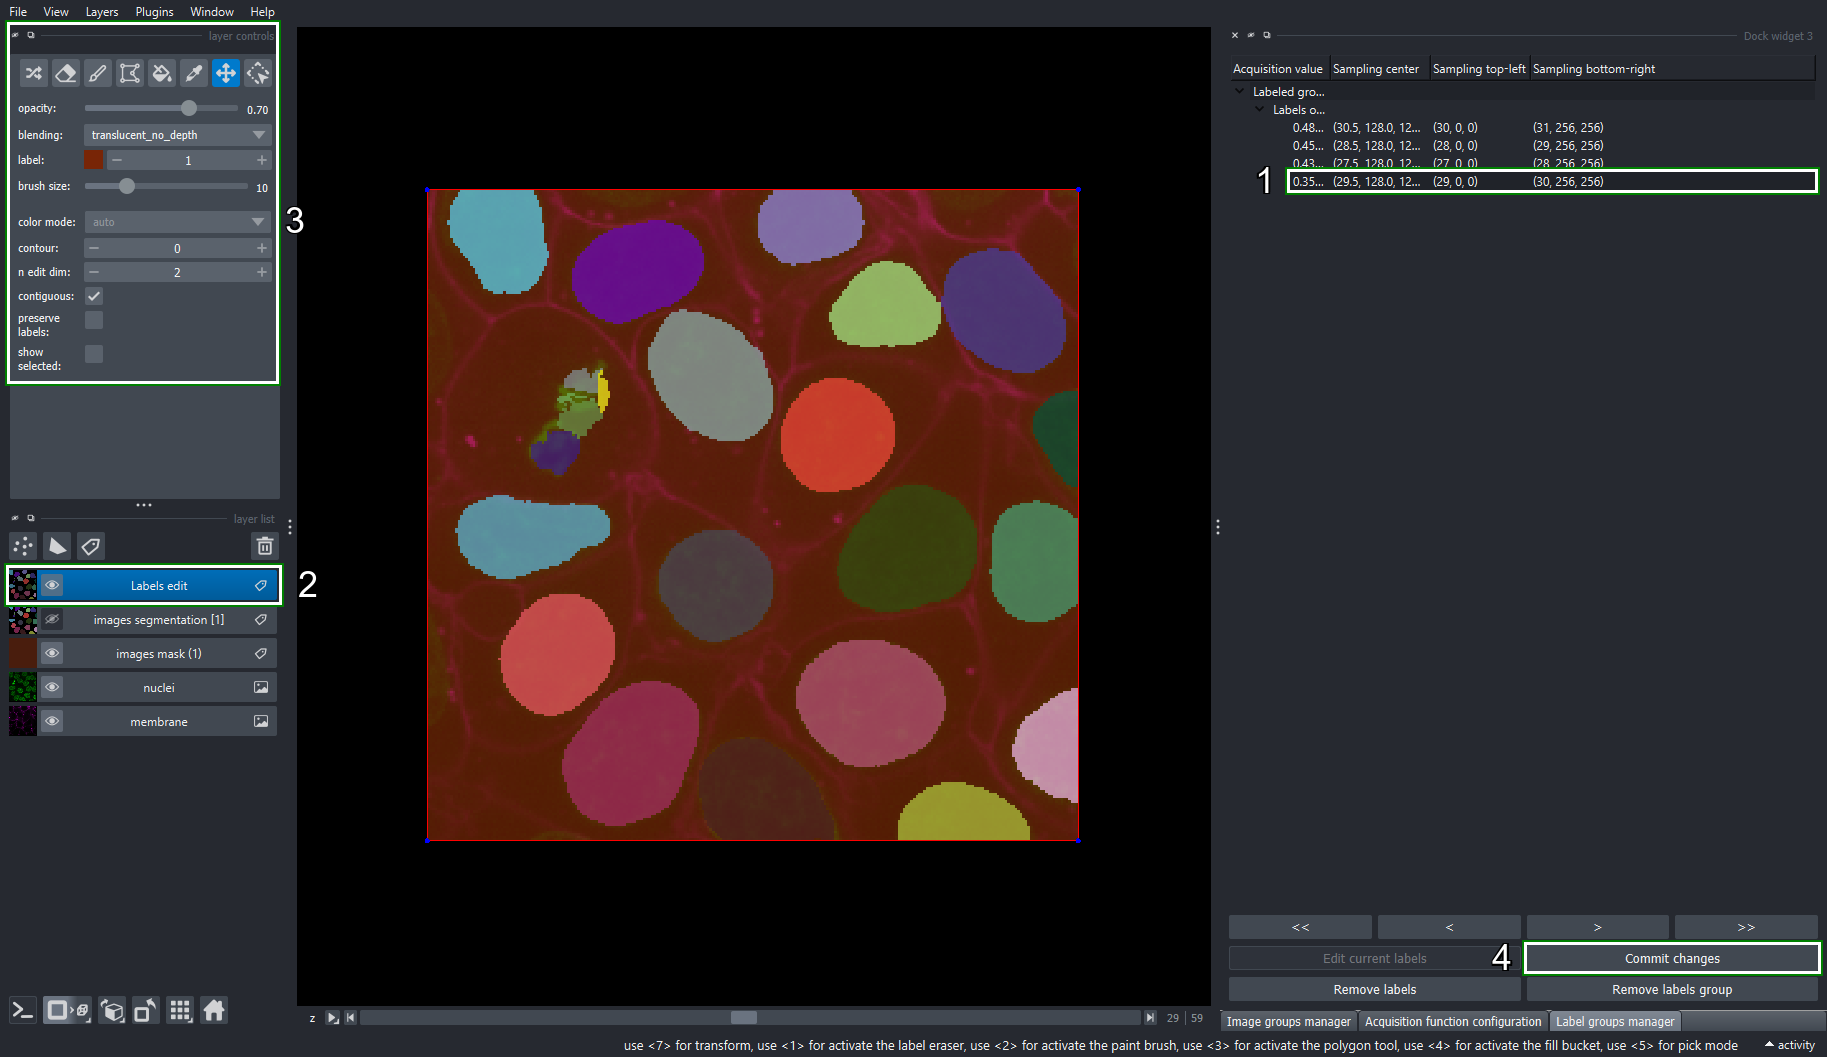 File View Layers Plugins Window Help
layer controls
opacity: 0.70
blending: translucent_no_depth
label: 1
brush size: 10
color mode: auto
contour: 0
n edit dim: 2
contiguous:
preserve
labels:
show
selected:
3
layer list
Labels edit
2
images segmentation [1]
images mask (1)
nuclei
membrane
z
29 | 59
Dock widget 3
Acquisition value Sampling center Sampling top-left Sampling bottom-right
Labeled gro...
Labels o...
0.48... (30.5, 128.0, 12... (30, 0, 0) (31, 256, 256)
0.45... (28.5, 128.0, 12... (28, 0, 0) (29, 256, 256)
0.43... (27.5, 128.0, 12... (27, 0, 0) (28, 256, 256)
1 0.35... (29.5, 128.0, 12... (29, 0, 0) (30, 256, 256)
<< < > >>
Edit current labels 4 Commit changes
Remove labels Remove labels group
Image groups manager Acquisition function configuration Label groups manager
use <7> for transform, use <1> for activate the label eraser, use <2> for activate the paint brush, use <3> for activate the polygon tool, use <4> for activate the fill bucket, use <5> for pick mode activity